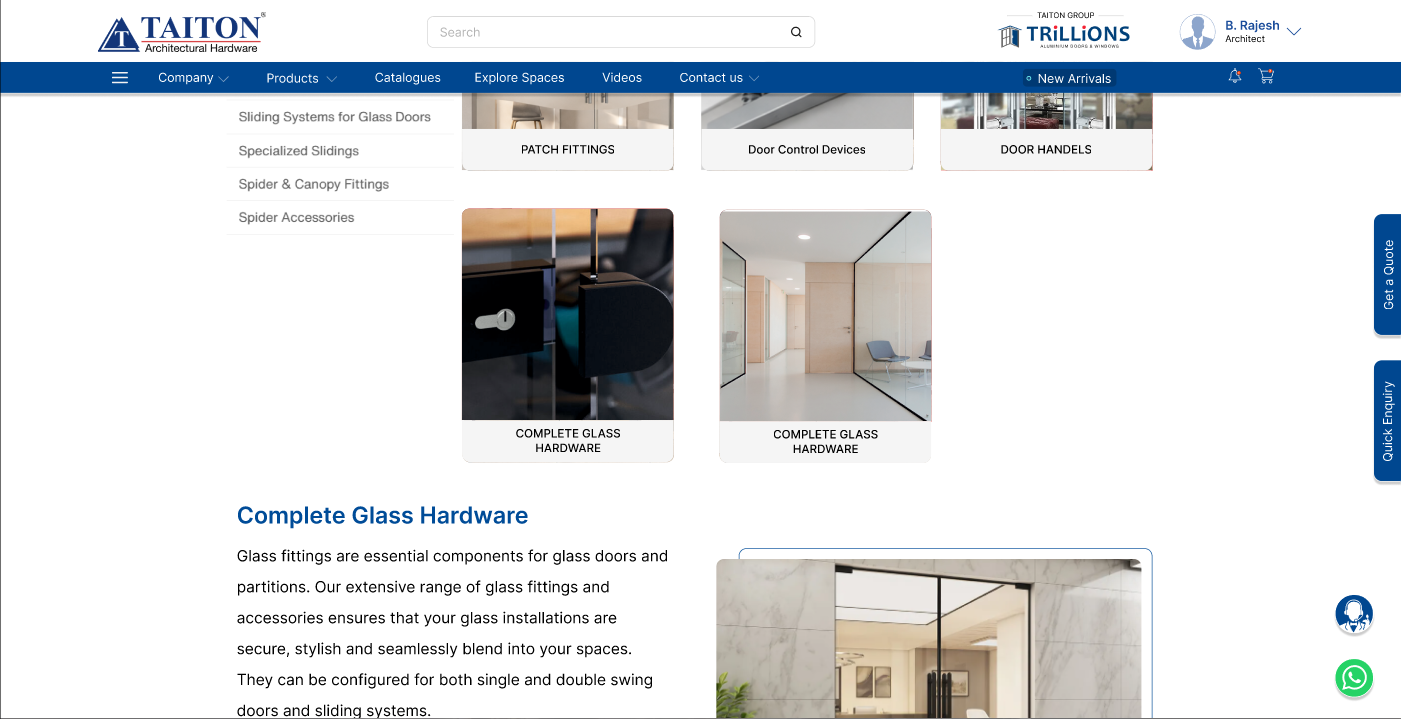 TAITON®
Architectural Hardware
Search
TAITON GROUP
TRiLLiONS
ALUMINIUM DOORS & WINDOWS
B. Rajesh
Architect
Company
Products
Catalogues
Explore Spaces
Videos
Contact us
New Arrivals
Sliding Systems for Glass Doors
Specialized Slidings
Spider & Canopy Fittings
Spider Accessories
PATCH FITTINGS
Door Control Devices
DOOR HANDELS
COMPLETE GLASS
HARDWARE
COMPLETE GLASS
HARDWARE
Get a Quote
Quick Enquiry
Complete Glass Hardware
Glass fittings are essential components for glass doors and
partitions. Our extensive range of glass fittings and
accessories ensures that your glass installations are
secure, stylish and seamlessly blend into your spaces.
They can be configured for both single and double swing
doors and sliding systems.